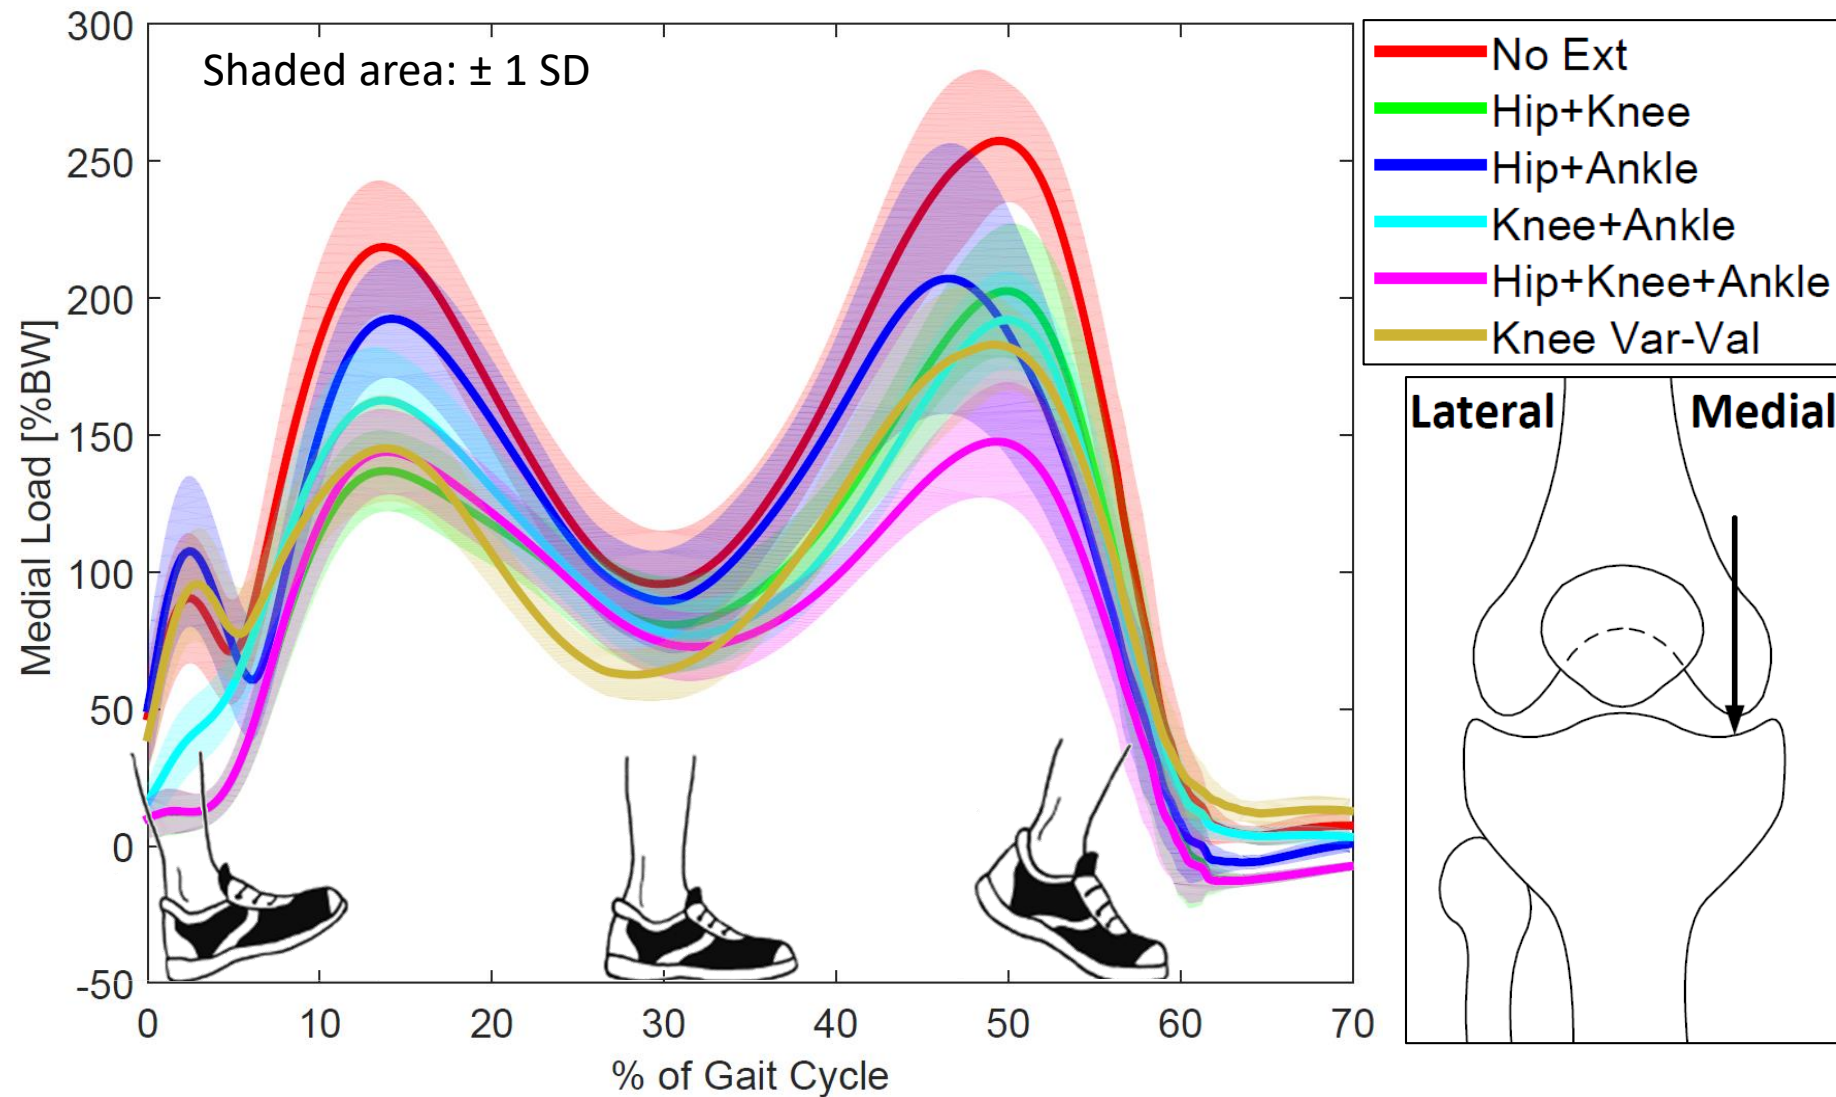 Shaded area: ± 1 SD
300
250
200
150
100
50
0
-50
Medial Load [%BW]
0 10 20 30 40 50 60 70
% of Gait Cycle
No Ext
Hip+Knee
Hip+Ankle
Knee+Ankle
Hip+Knee+Ankle
Knee Var-Val
Lateral Medial